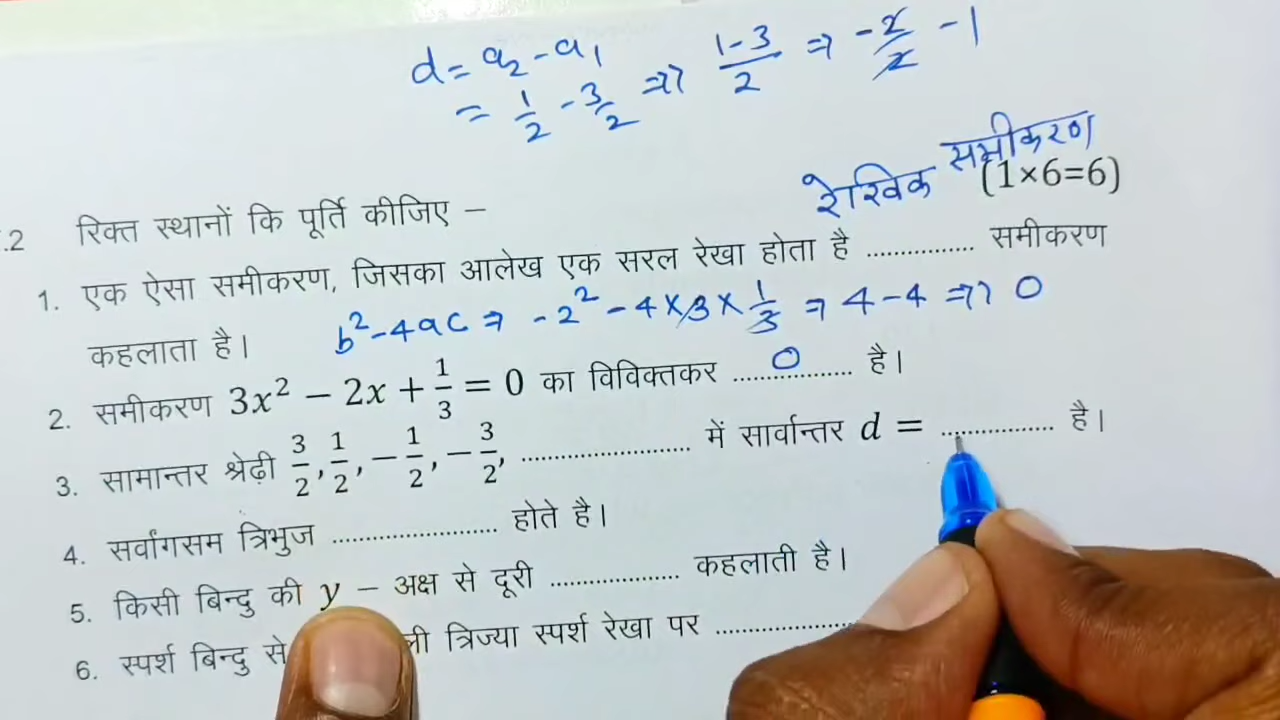 d = a₂ - a₁
= 1/2 - 3/2 ⇒ 1-3/2 ⇒ -2/2 - 1
रेखिक समीकरण
(1×6=6)
.2 रिक्त स्थानों कि पूर्ति कीजिए –
1. एक ऐसा समीकरण, जिसका आलेख एक सरल रेखा होता है ............... समीकरण
कहलाता है।
b² - 4ac ⇒ -2² - 4×3×1/3 ⇒ 4-4 ⇒ 0
2. समीकरण 3x² − 2x + 1/3 = 0 का विविक्तकर ....0.... है।
3. सामान्तर श्रेढ़ी 3/2, 1/2, −1/2, −3/2, ........................ में सार्वान्तर d = ................ है।
4. सर्वांगसम त्रिभुज ........................ होते है।
5. किसी बिन्दु की y – अक्ष से दूरी .................. कहलाती है।
6. स्पर्श बिन्दु से ली त्रिज्या स्पर्श रेखा पर ....................